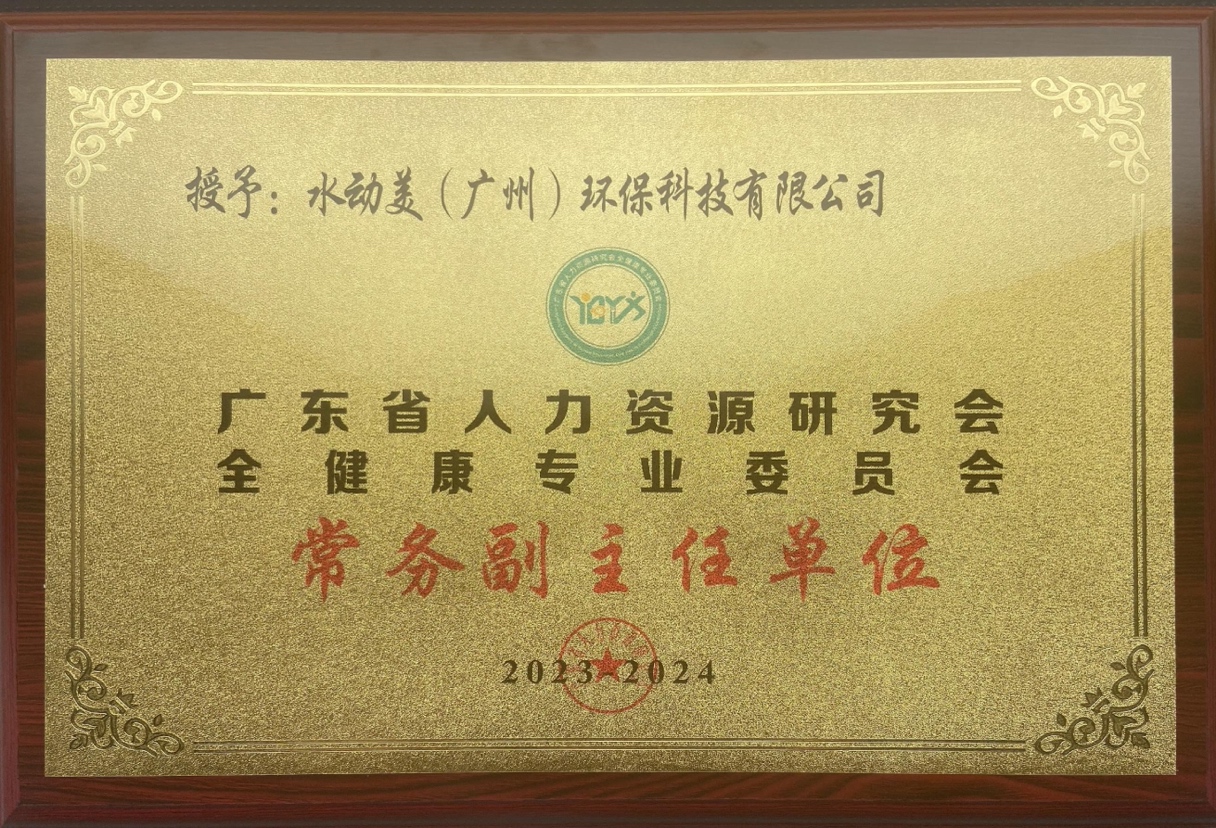 授予：水动美（广州）环保科技有限公司
广东省人力资源研究会
全健康专业委员会
常务副主任单位
2023-2024